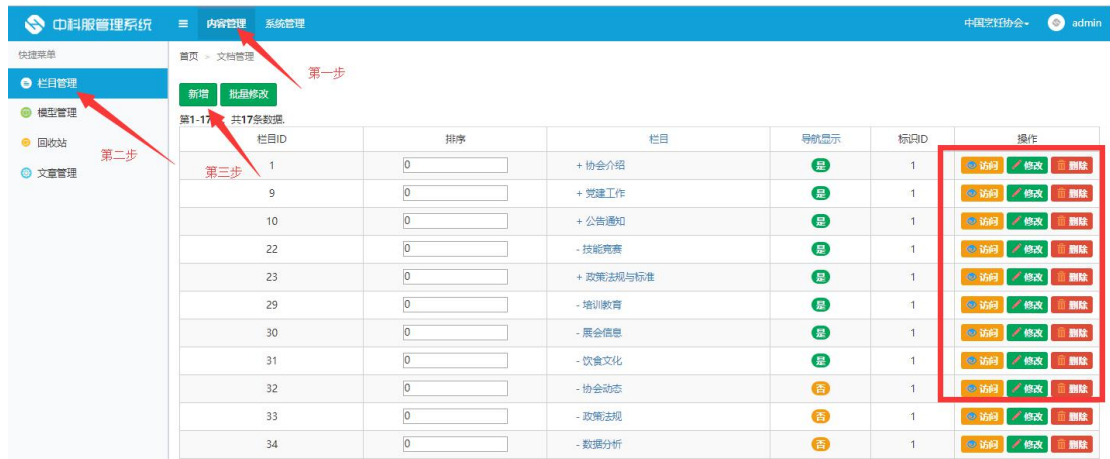 中科服管理系统 内容管理 系统管理 中国烹饪协会 admin
快捷菜单 首页 > 文档管理
第一步
栏目管理 新增 批量修改
模型管理 第1-17 共17条数据.
栏目ID 排序 栏目 导航显示 标识ID 操作
回收站
第二步
文章管理
第三步
1 0 + 协会介绍 是 1 访问 修改 删除
9 0 + 党建工作 是 1 访问 修改 删除
10 0 + 公告通知 是 1 访问 修改 删除
22 0 - 技能竞赛 是 1 访问 修改 删除
23 0 + 政策法规与标准 是 1 访问 修改 删除
29 0 - 培训教育 是 1 访问 修改 删除
30 0 - 展会信息 是 1 访问 修改 删除
31 0 - 饮食文化 是 1 访问 修改 删除
32 0 - 协会动态 否 1 访问 修改 删除
33 0 - 政策法规 否 1 访问 修改 删除
34 0 - 数据分析 否 1 访问 修改 删除